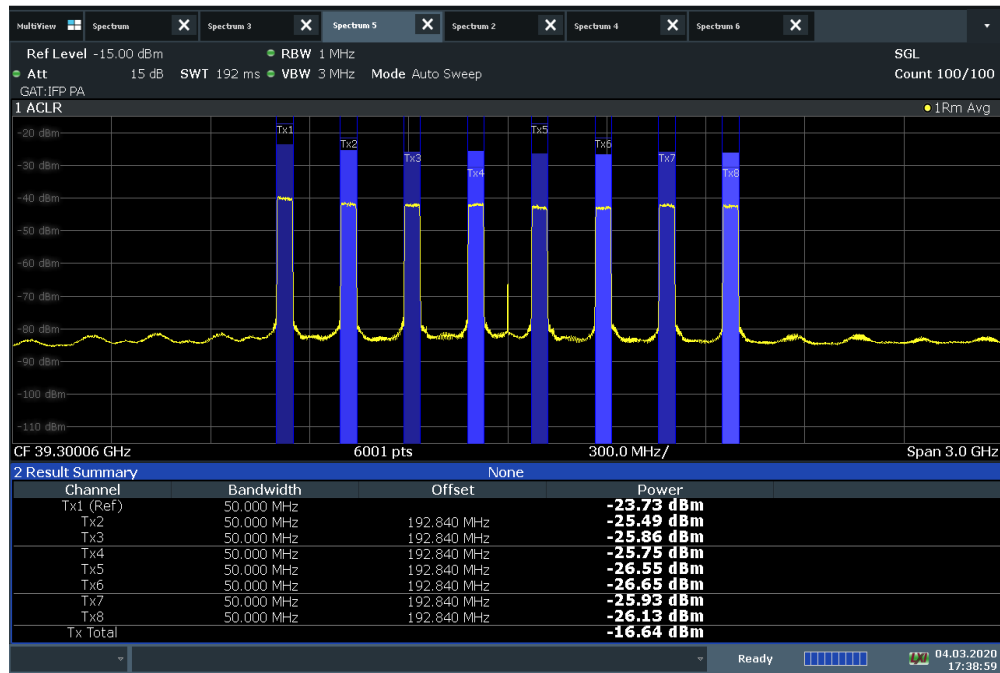 MultiView Spectrum X Spectrum 3 X Spectrum 5 X Spectrum 2 X Spectrum 4 X Spectrum 6 X
Ref Level -15.00 dBm RBW 1 MHz SGL
Att 15 dB SWT 192 ms VBW 3 MHz Mode Auto Sweep Count 100/100
GAT:IFP PA
1 ACLR 1Rm Avg
-20 dBm
Tx1
Tx2
Tx3
Tx4
Tx5
Tx6
Tx7
Tx8
-30 dBm
-40 dBm
-50 dBm
-60 dBm
-70 dBm
-80 dBm
-90 dBm
-100 dBm
-110 dBm
CF 39.30006 GHz 6001 pts 300.0 MHz/ Span 3.0 GHz
2 Result Summary None
Channel Bandwidth Offset Power
Tx1 (Ref) 50.000 MHz -23.73 dBm
Tx2 50.000 MHz 192.840 MHz -25.49 dBm
Tx3 50.000 MHz 192.840 MHz -25.86 dBm
Tx4 50.000 MHz 192.840 MHz -25.75 dBm
Tx5 50.000 MHz 192.840 MHz -26.55 dBm
Tx6 50.000 MHz 192.840 MHz -26.65 dBm
Tx7 50.000 MHz 192.840 MHz -25.93 dBm
Tx8 50.000 MHz 192.840 MHz -26.13 dBm
Tx Total -16.64 dBm
Ready LXI 04.03.2020
17:38:59